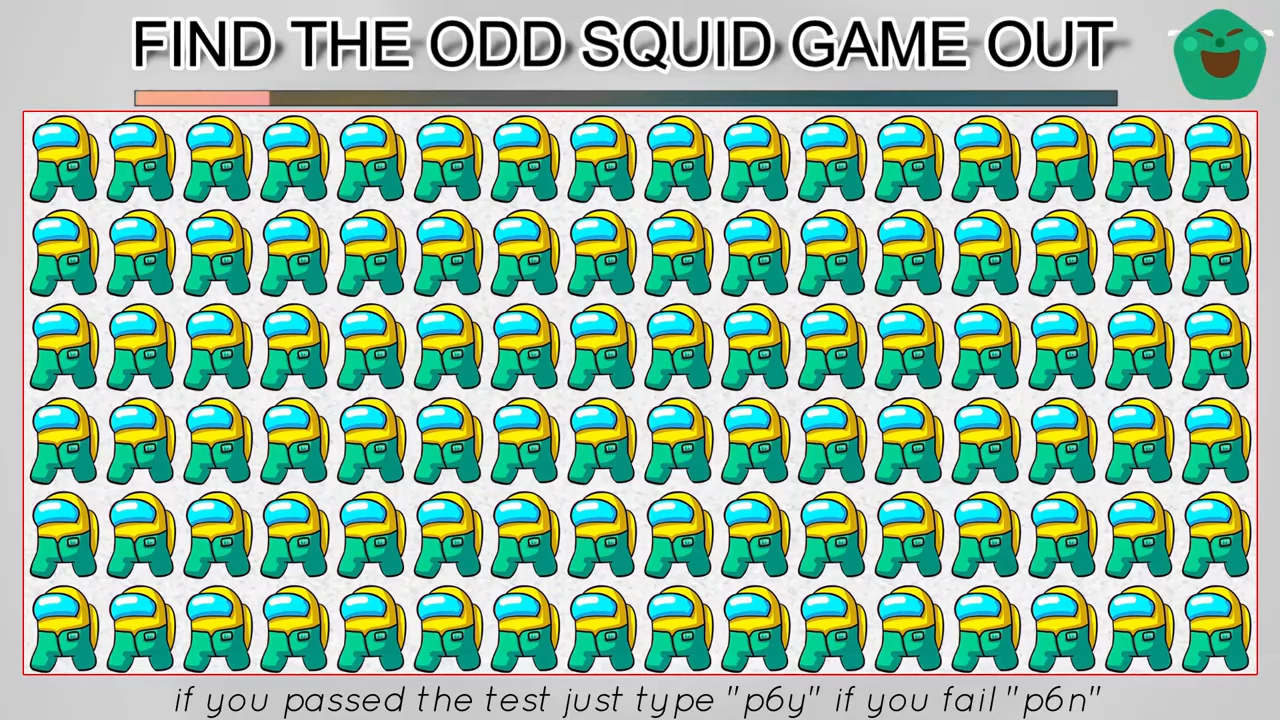 FIND THE ODD SQUID GAME OUT
if you passed the test just type "p6y" if you fail "p6n"